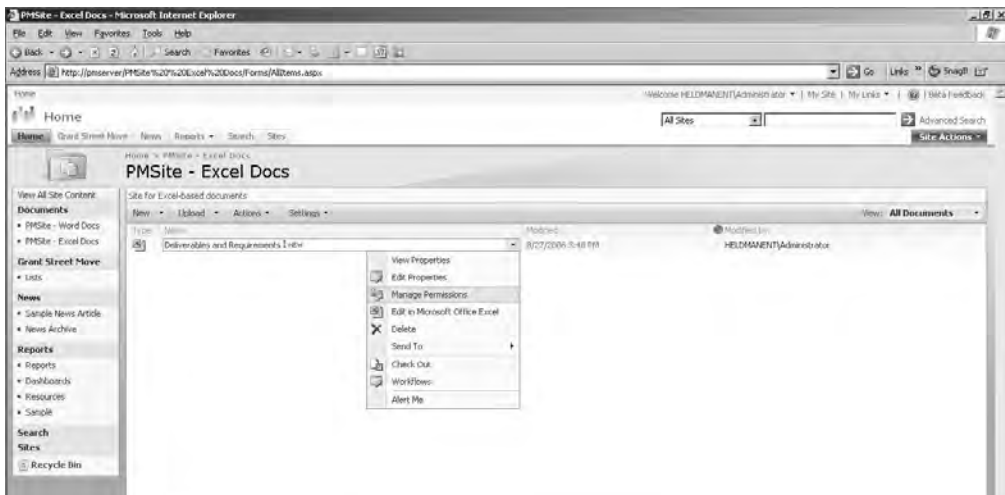 PMSite - Excel Docs - Microsoft Internet Explorer
File Edit View Favorites Tools Help
Back Search Favorites
Address http://pmserver/PMSite%20-%20Excel%20Docs/Forms/AllItems.aspx Go Links SnagIt
Home Welcome HELDMANENT\Administrator My Site | My Links | Beta Feedback
Home All Sites Advanced Search
Home Grant Street Move News Reports Search Sites Site Actions
Home > PMSite - Excel Docs
PMSite - Excel Docs
View All Site Content
Documents
PMSite - Word Docs
PMSite - Excel Docs
Grant Street Move
Lists
News
Sample News Article
News Archive
Reports
Reports
Dashboards
Resources
Sample
Search
Sites
Recycle Bin
Site for Excel-based documents
New Upload Actions Settings View: All Documents
Type Name Modified Modified By
Deliverables and Requirements ! NEW 8/27/2006 3:48 PM HELDMANENT\Administrator
View Properties
Edit Properties
Manage Permissions
Edit in Microsoft Office Excel
Delete
Send To
Check Out
Workflows
Alert Me